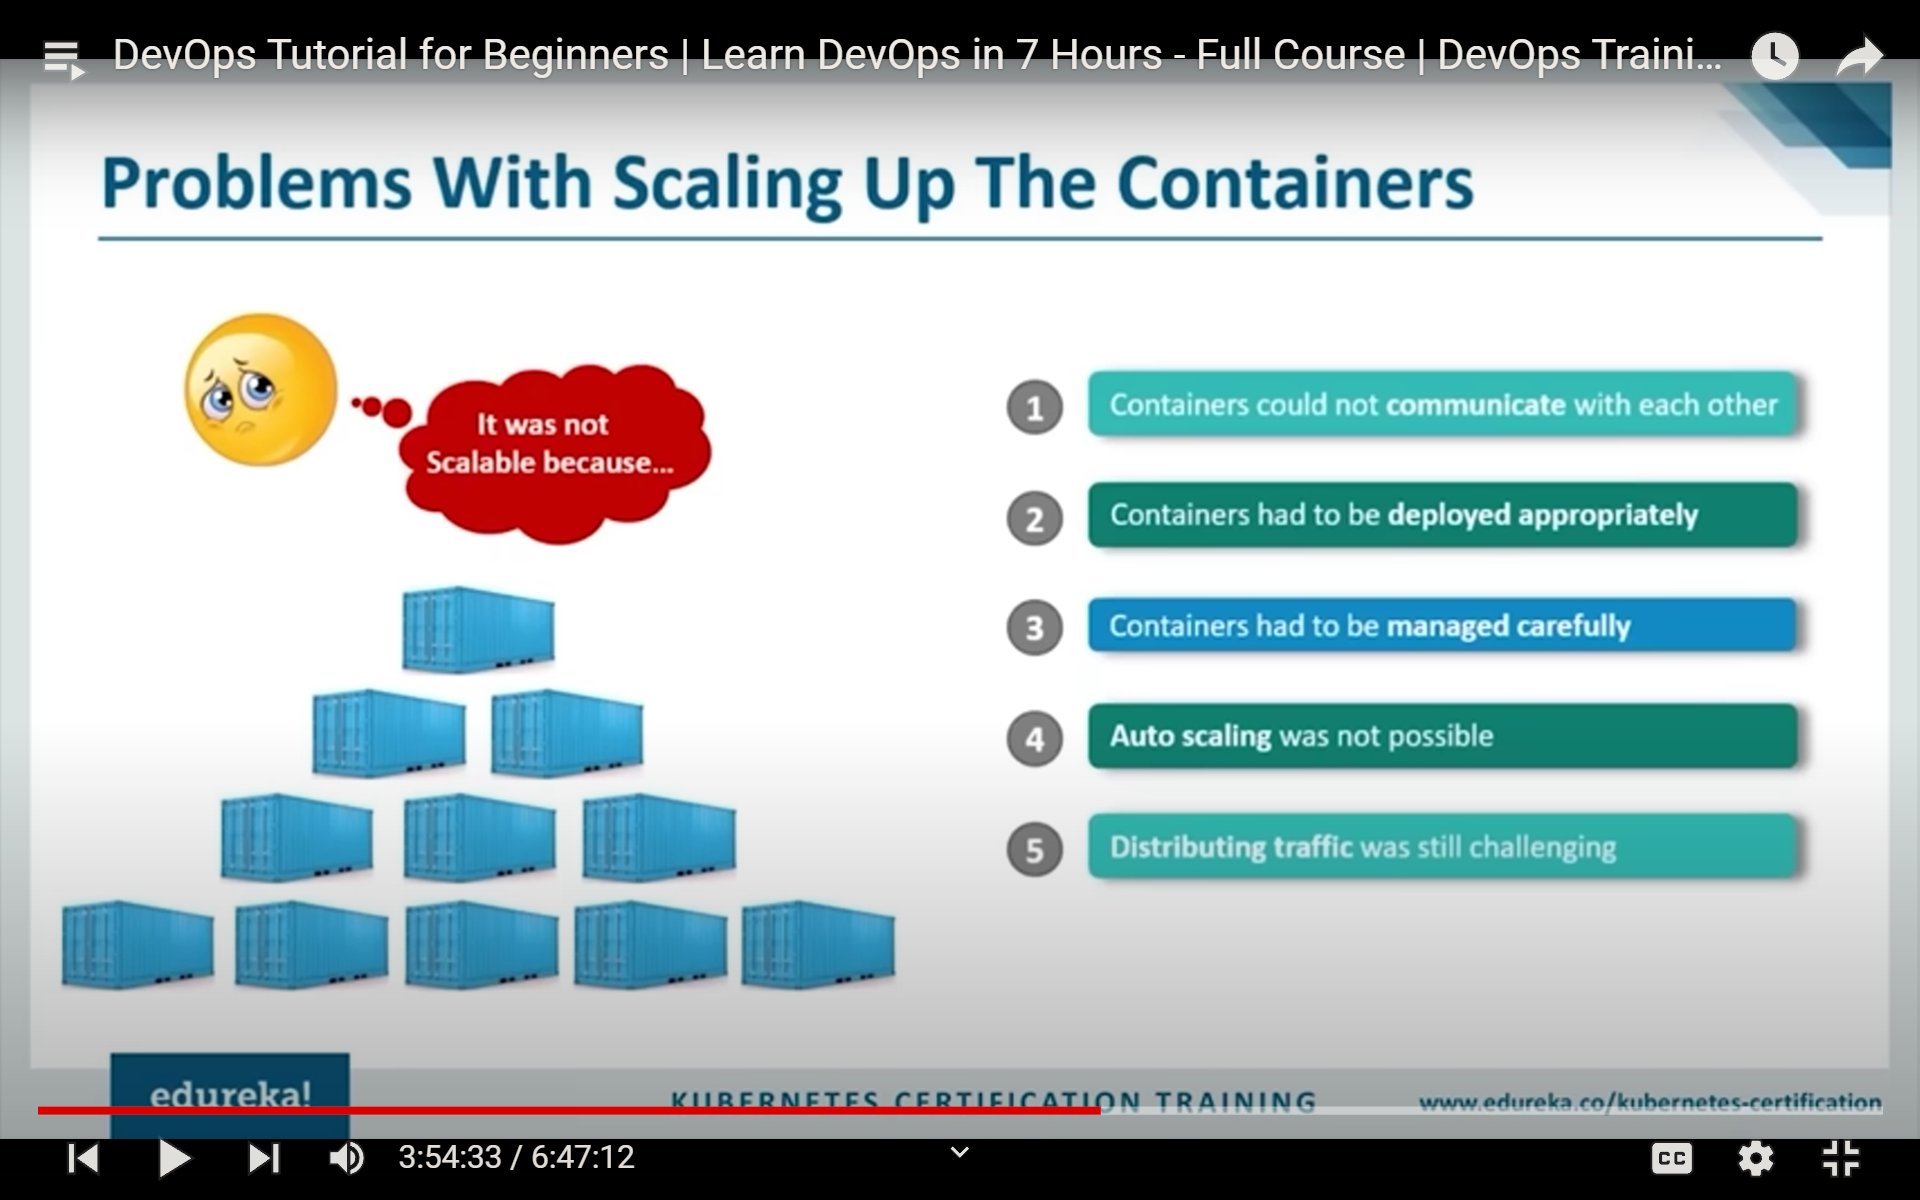 DevOps Tutorial for Beginners | Learn DevOps in 7 Hours - Full Course | DevOps Traini...
Problems With Scaling Up The Containers
It was not
Scalable because...
1 Containers could not communicate with each other
2 Containers had to be deployed appropriately
3 Containers had to be managed carefully
4 Auto scaling was not possible
5 Distributing traffic was still challenging
edureka!
KUBERNETES CERTIFICATION TRAINING
www.edureka.co/kubernetes-certification
3:54:33 / 6:47:12
CC